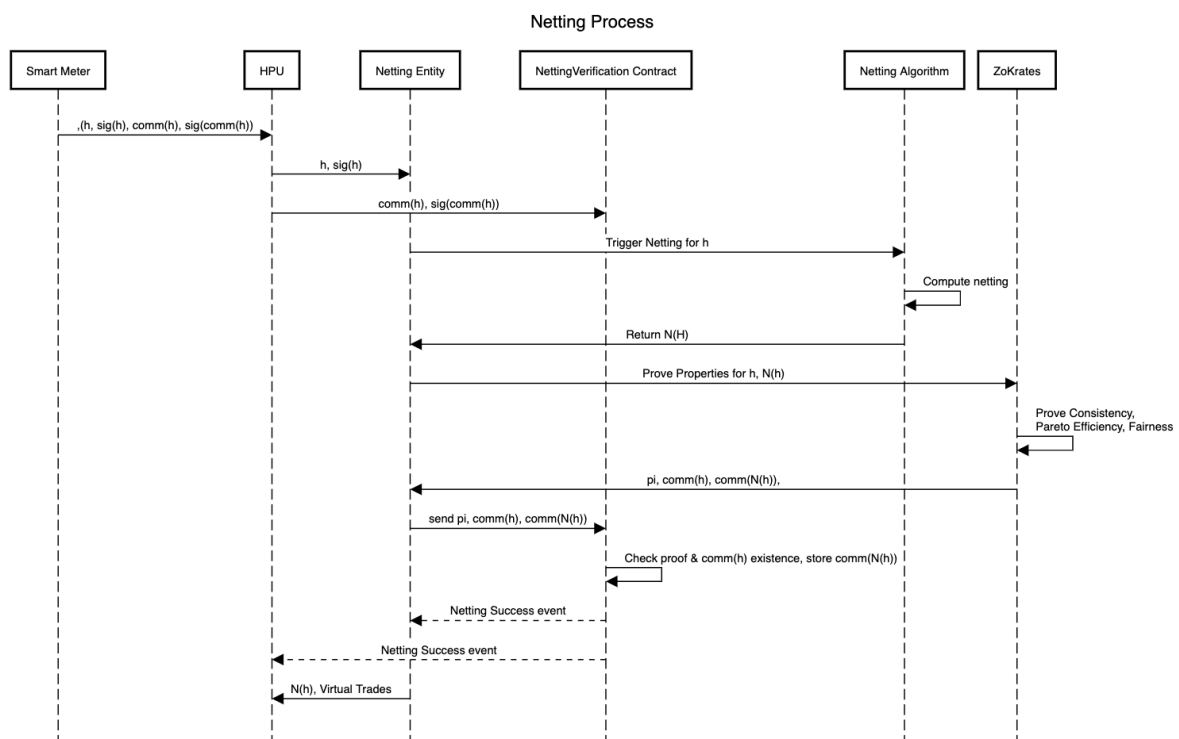 Netting Process
Smart Meter
HPU
Netting Entity
NettingVerification Contract
Netting Algorithm
ZoKrates
,(h, sig(h), comm(h), sig(comm(h))
h, sig(h)
comm(h), sig(comm(h))
Trigger Netting for h
Compute netting
Return N(H)
Prove Properties for h, N(h)
Prove Consistency,
Pareto Efficiency, Fairness
pi, comm(h), comm(N(h)),
send pi, comm(h), comm(N(h))
Check proof & comm(h) existence, store comm(N(h))
Netting Success event
Netting Success event
N(h), Virtual Trades